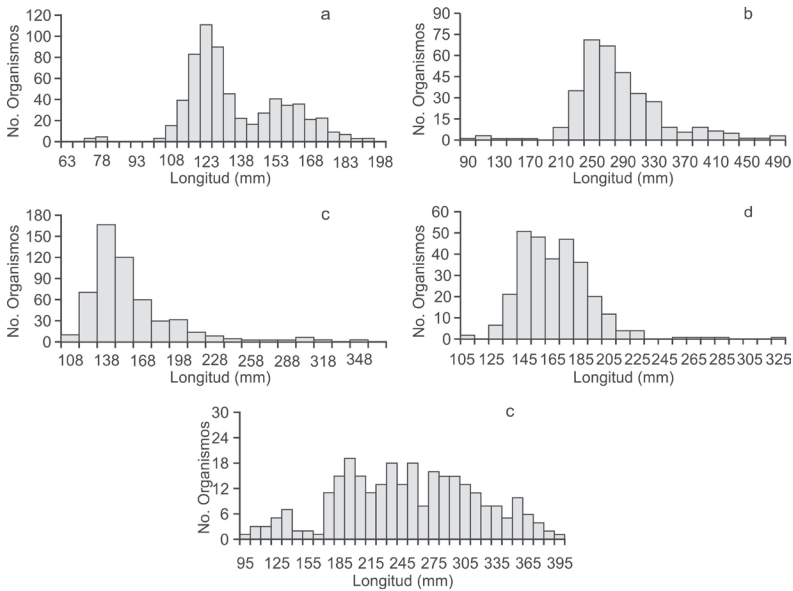 a
No. Organismos
120
100
80
60
40
20
0
63 78 93 108 123 138 153 168 183 198
Longitud (mm)
b
No. Organismos
90
75
60
45
30
15
0
90 130 170 210 250 290 330 370 410 450 490
Longitud (mm)
c
No. Organismos
180
150
120
90
60
30
0
108 138 168 198 228 258 288 318 348
Longitud (mm)
d
No. Organismos
60
50
40
30
20
10
0
105 125 145 165 185 205 225 245 265 285 305 325
Longitud (mm)
c
No. Organismos
30
24
18
12
6
0
95 125 155 185 215 245 275 305 335 365 395
Longitud (mm)